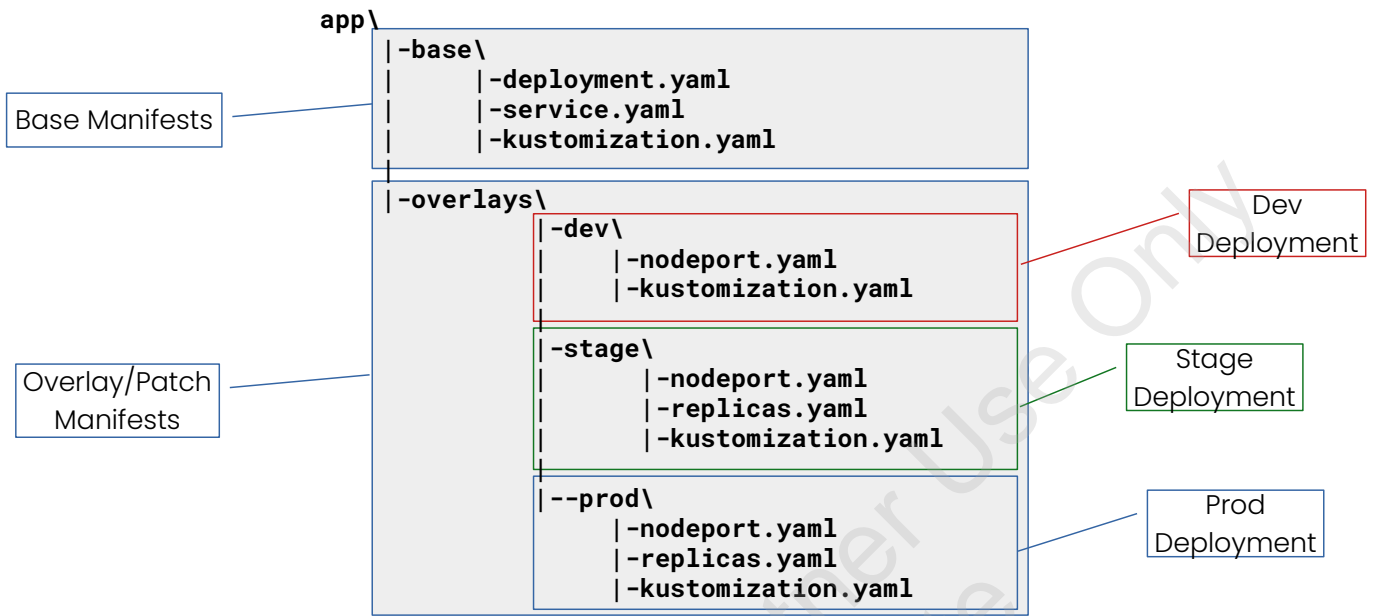 app\
|-base\
|     |-deployment.yaml
|     |-service.yaml
|     |-kustomization.yaml
|
|-overlays\
|-dev\
|    |-nodeport.yaml
|    |-kustomization.yaml
|
|-stage\
|      |-nodeport.yaml
|      |-replicas.yaml
|      |-kustomization.yaml
|
|--prod\
|-nodeport.yaml
|-replicas.yaml
|-kustomization.yaml
Base Manifests
Overlay/Patch
Manifests
Dev
Deployment
Stage
Deployment
Prod
Deployment
Use Only